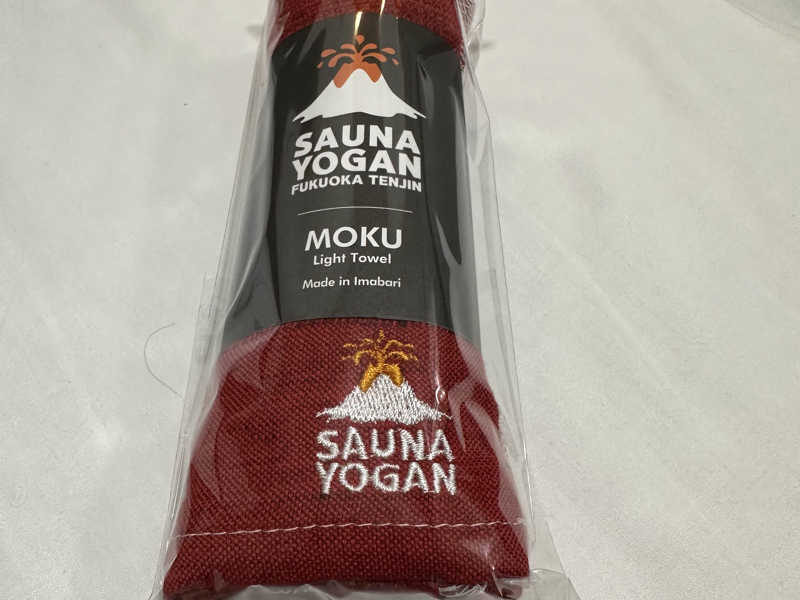 SAUNA
YOGAN
FUKUOKA TENJIN
MOKU
Light Towel
Made in Imabari
SAUNA
YOGAN